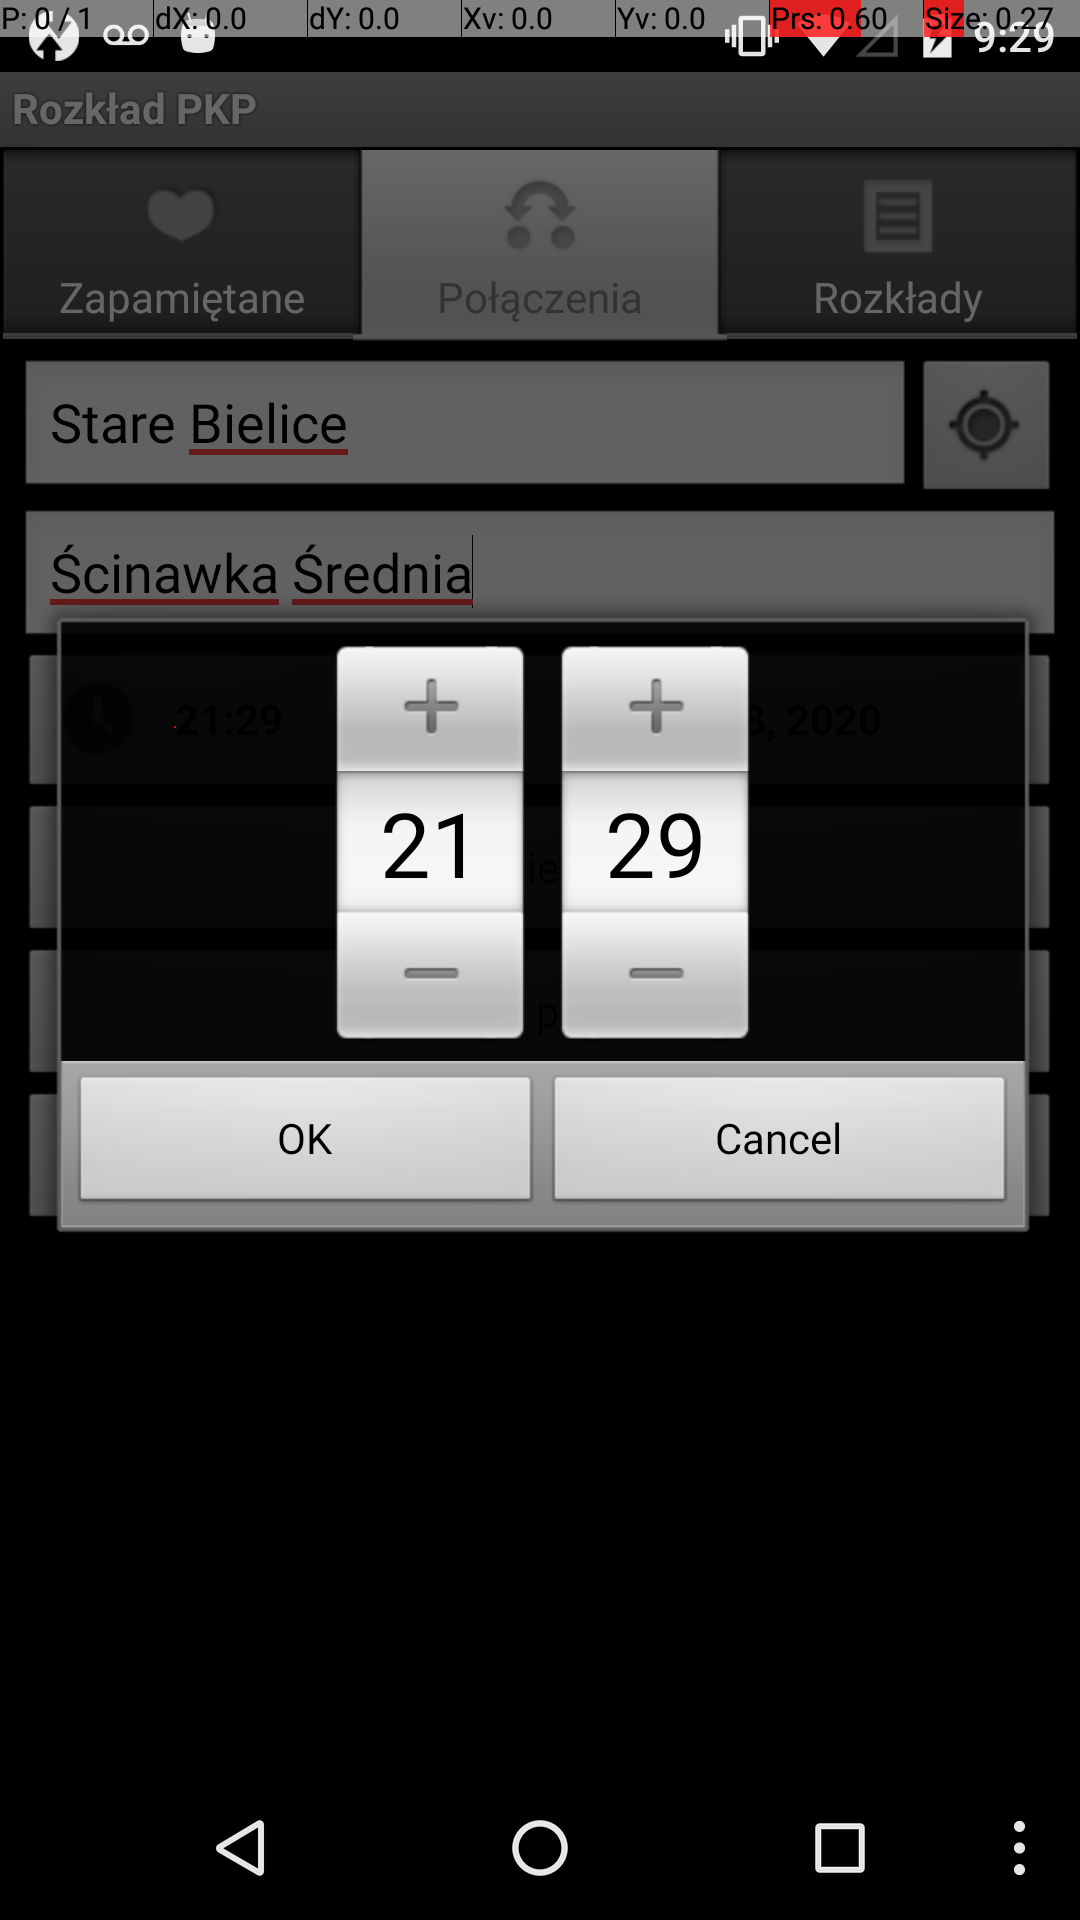 P: 0 / 1 dX: 0.0 dY: 0.0 Xv: 0.0 Yv: 0.0 Prs: 0.60 Size: 0.27
9:29
Rozkład PKP
Zapamiętane Połączenia Rozkłady
Stare Bielice
Ścinawka Średnia
21:29 3, 2020
21 29
ie
p
OK Cancel